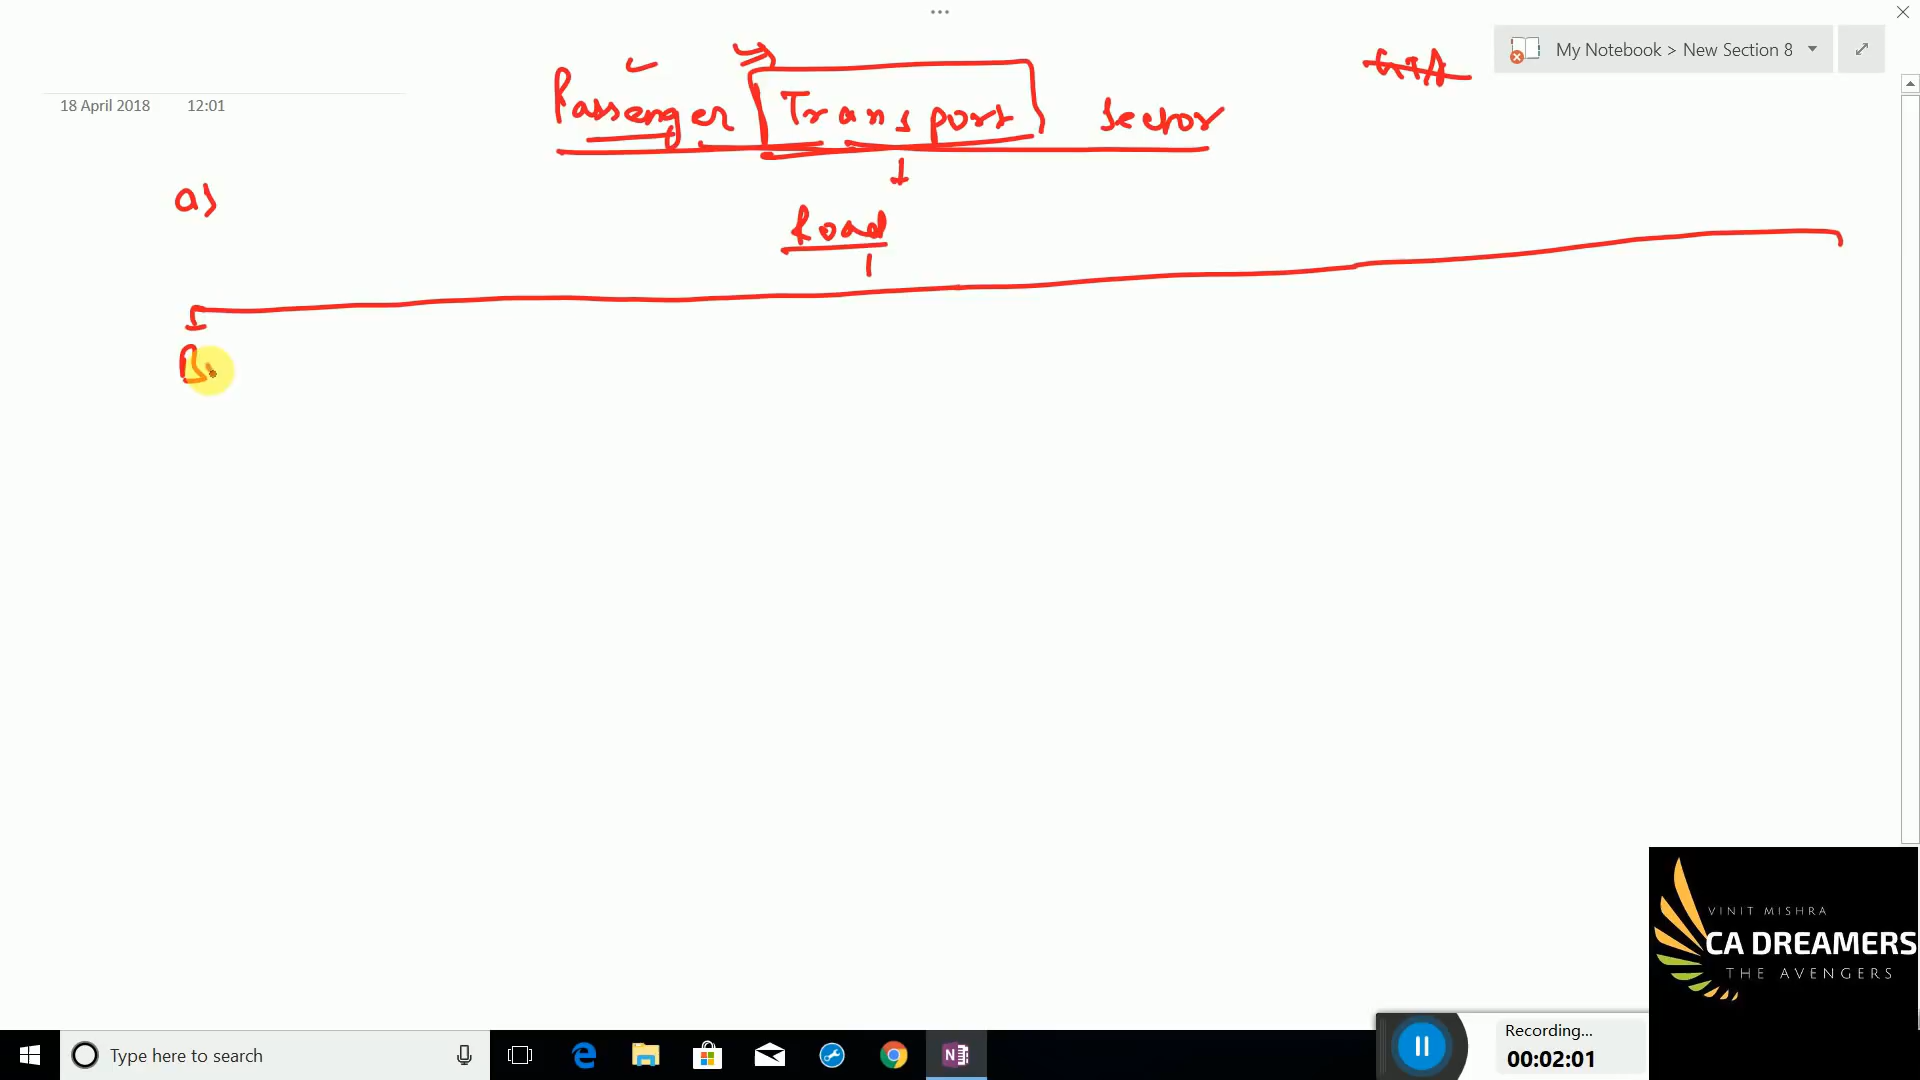 My Notebook > New Section 8
GTA
18 April 2018 12:01
Passenger Transport Sector
a)
Road
B
VINIT MISHRA
CA DREAMERS
THE AVENGERS
Recording...
00:02:01
Type here to search